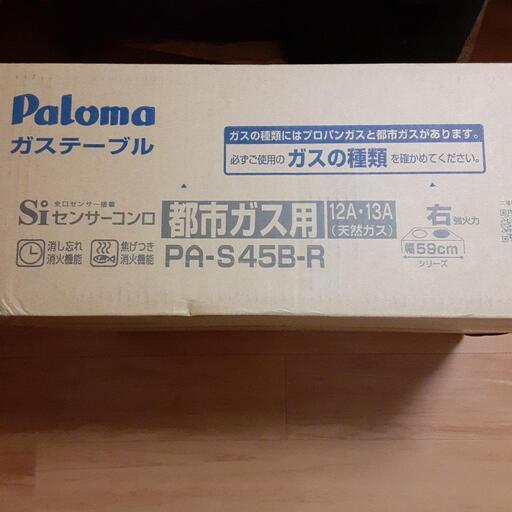 Paloma
ガステーブル
ガスの種類にはプロパンガスと都市ガスがあります。
必ずご使用の ガスの種類 を確かめてください。
全口センサー搭載
Siセンサーコンロ
都市ガス用
12A・13A
(天然ガス)
右強火力
消し忘れ
消火機能
焦げつき
消火機能
PA-S45B-R
幅59cm
シリーズ